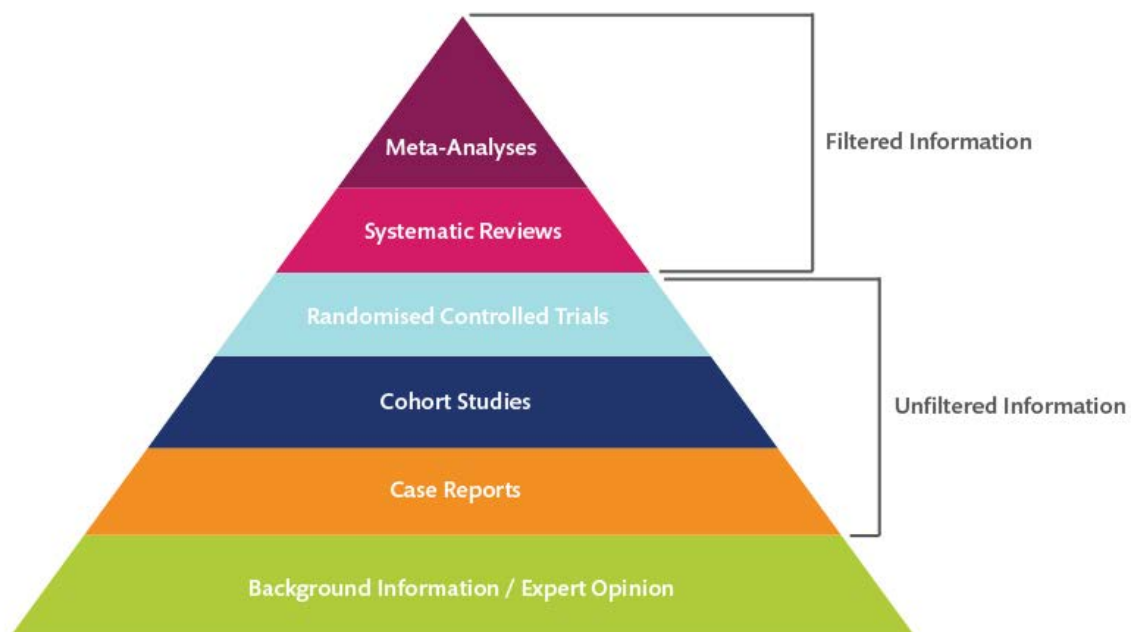 Meta-Analyses
Filtered Information
Systematic Reviews
Randomised Controlled Trials
Cohort Studies
Unfiltered Information
Case Reports
Background Information / Expert Opinion